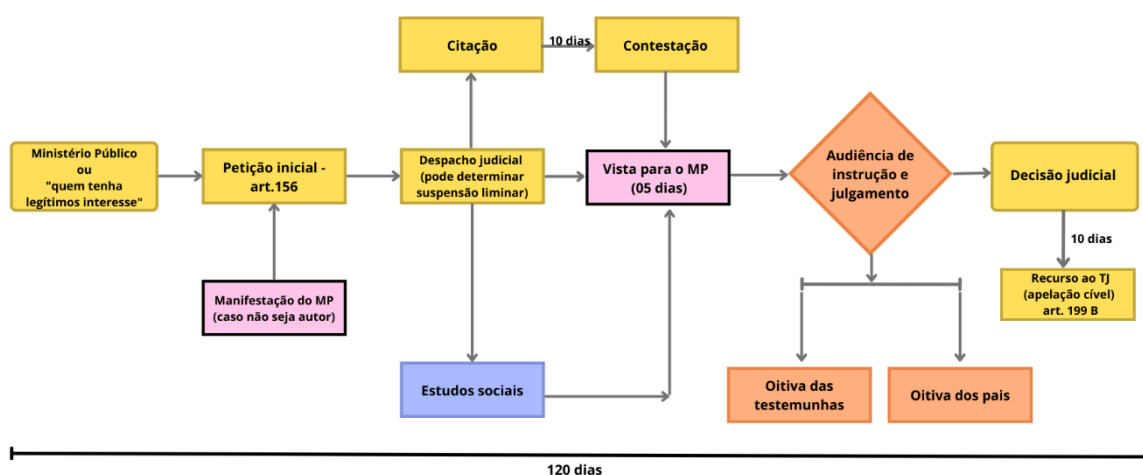 Citação
10 dias
Contestação
Ministério Público
ou
"quem tenha
legítimos interesse"
Petição inicial -
art.156
Despacho judicial
(pode determinar
suspensão liminar)
Vista para o MP
(05 dias)
Audiência de
instrução e
julgamento
Decisão judicial
10 dias
Manifestação do MP
(caso não seja autor)
Recurso ao TJ
(apelação cível)
art. 199 B
Estudos sociais
Oitiva das
testemunhas
Oitiva dos pais
120 dias